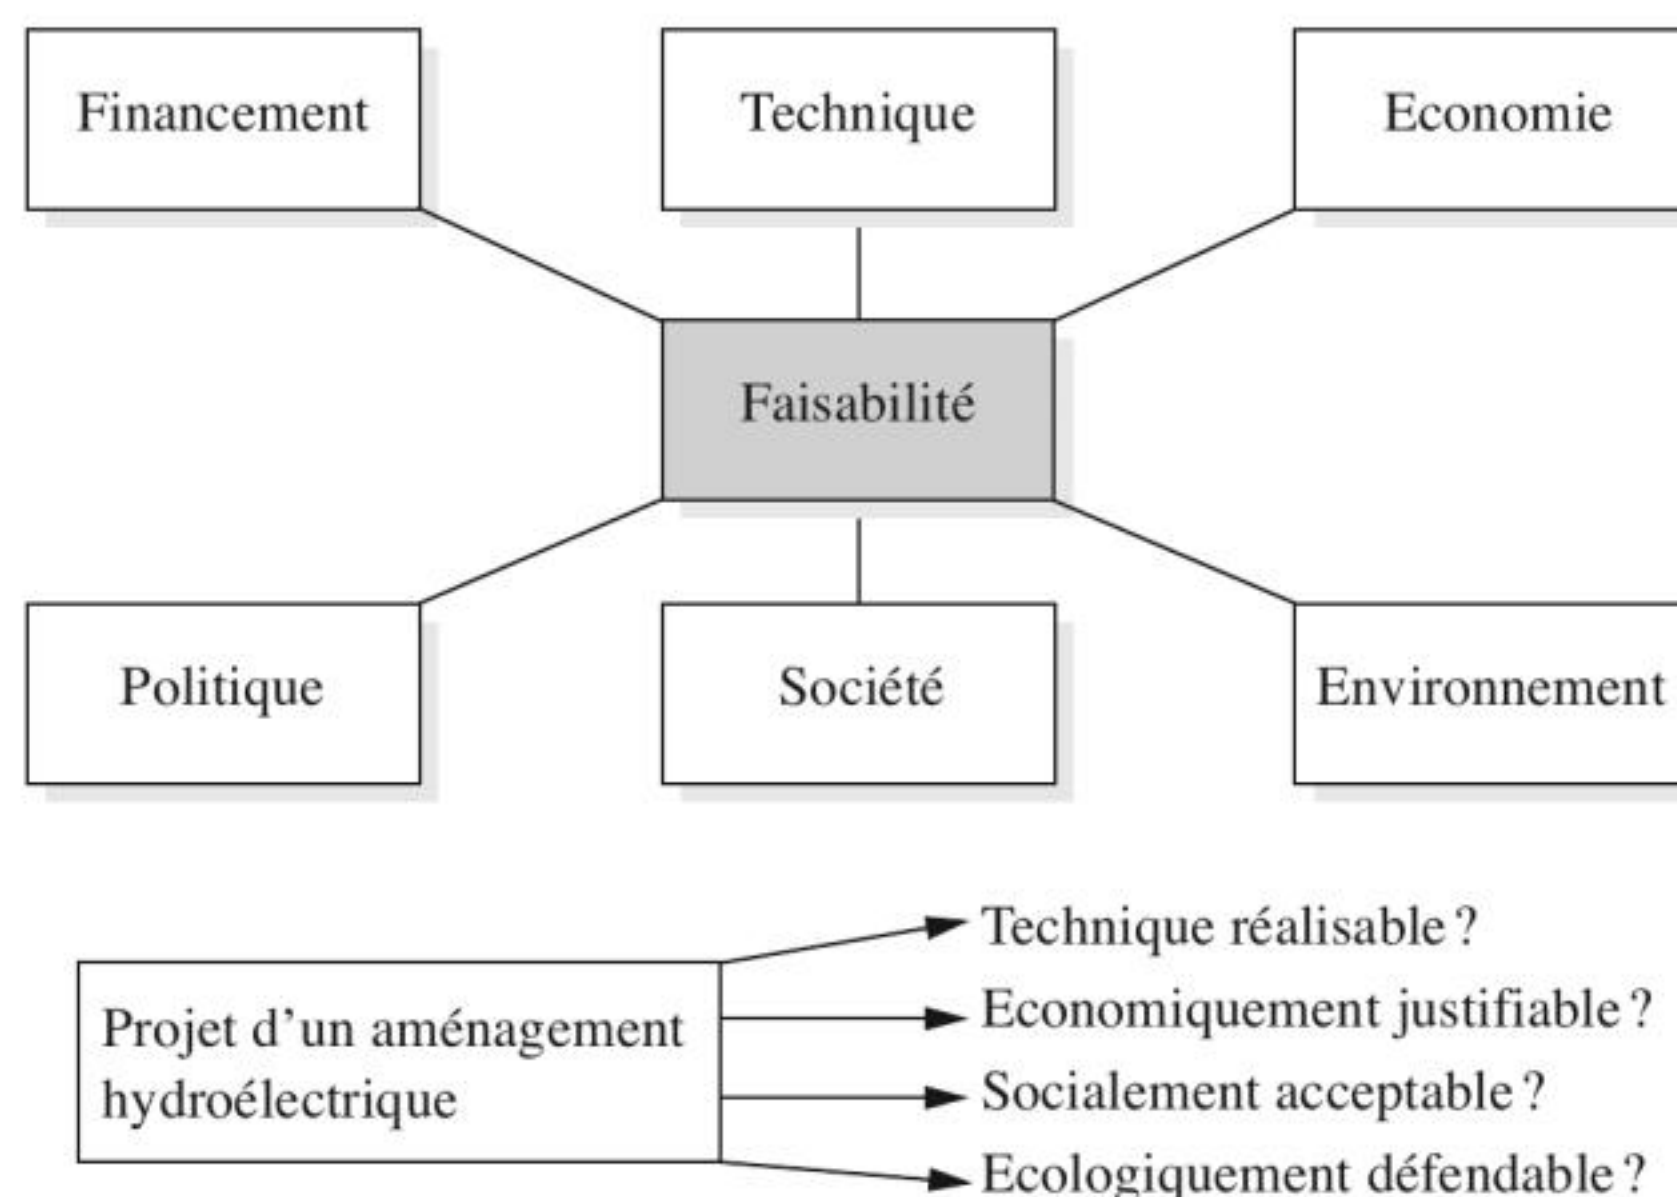 Financement
Technique
Economie
Faisabilité
Politique
Société
Environnement
Projet d’un aménagement
hydroélectrique
Technique réalisable ?
Economiquement justifiable ?
Socialement acceptable ?
Ecologiquement défendable ?